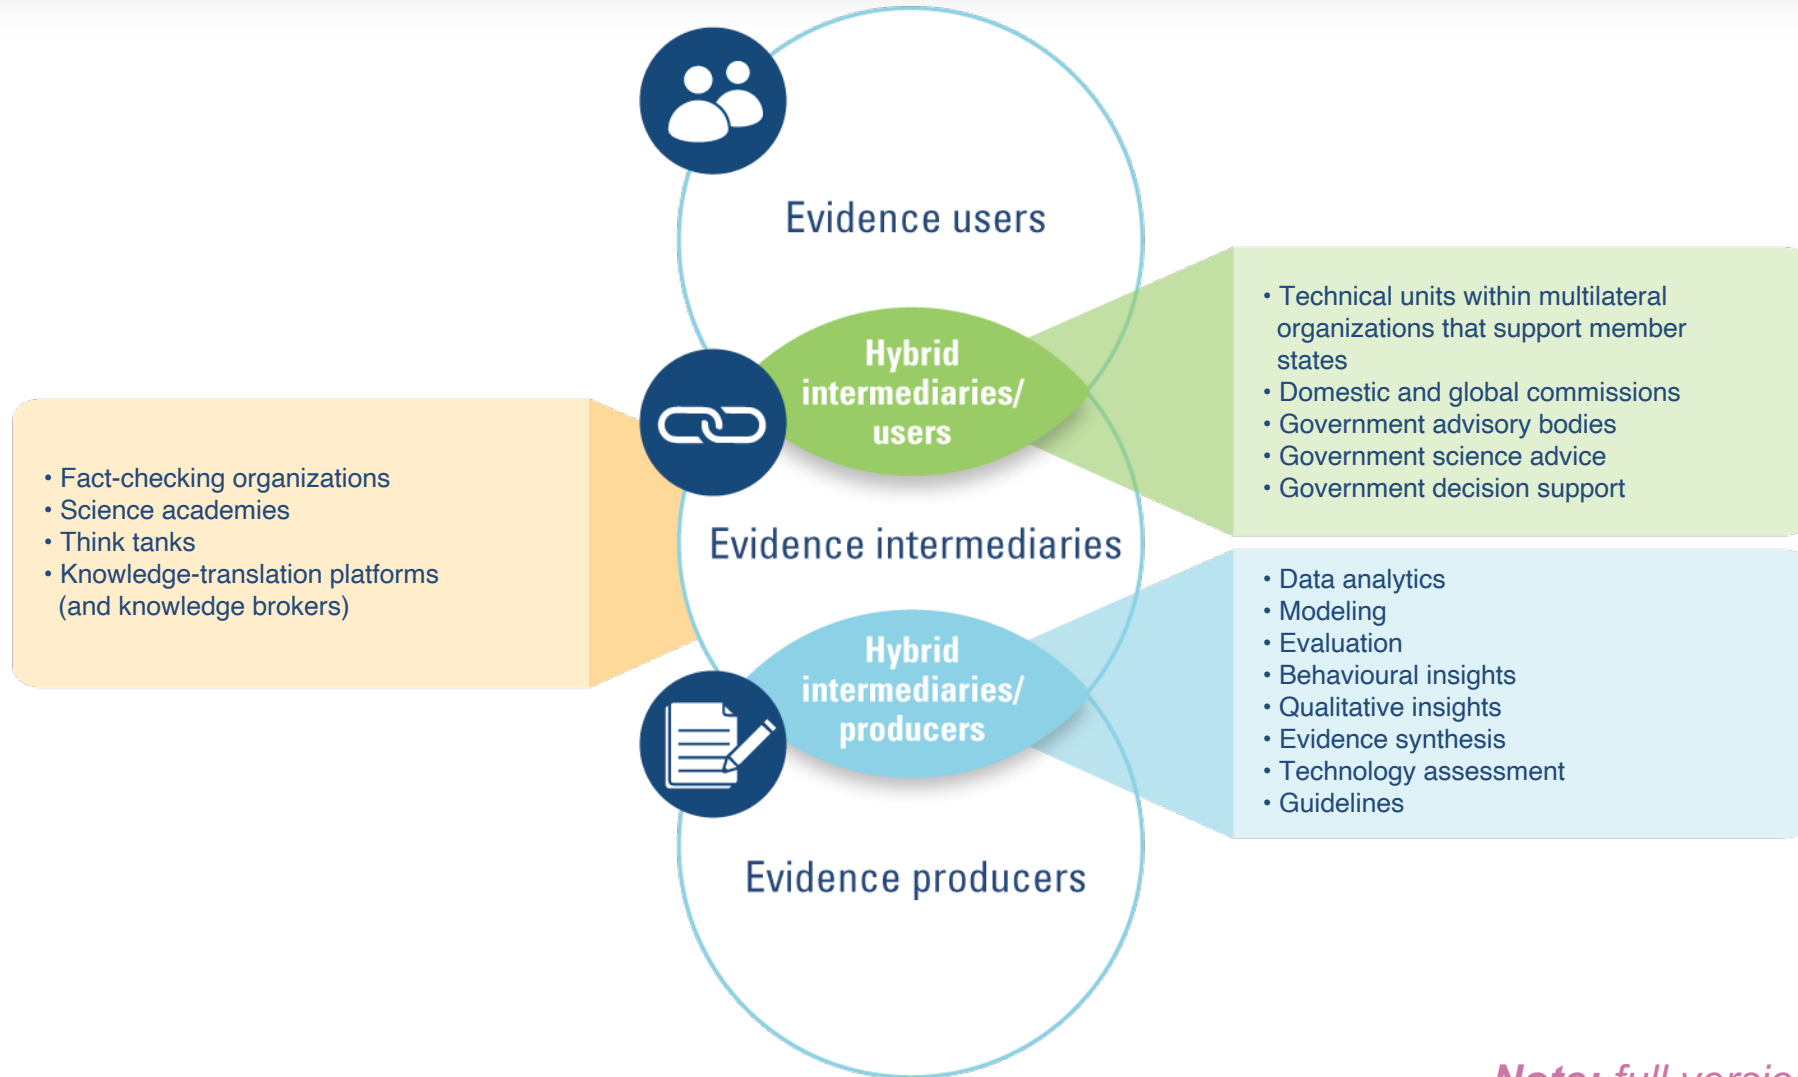 Evidence users
Hybrid
intermediaries/
users
• Technical units within multilateral
organizations that support member
states
• Domestic and global commissions
• Government advisory bodies
• Government science advice
• Government decision support
• Fact-checking organizations
• Science academies
• Think tanks
• Knowledge-translation platforms
(and knowledge brokers)
Evidence intermediaries
Hybrid
intermediaries/
producers
• Data analytics
• Modeling
• Evaluation
• Behavioural insights
• Qualitative insights
• Evidence synthesis
• Technology assessment
• Guidelines
Evidence producers
Note: full version